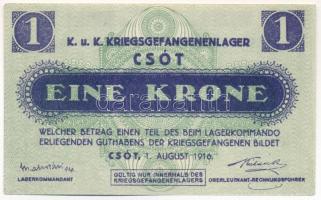 1 1
K. u. K. KRIEGSGEFANGENENLAGER
CSÓT
EINE KRONE
WELCHER BETRAG EINEN TEIL DES BEIM LAGERKOMMANDO
ERLIEGENDEN GUTHABENS DER KRIEGSGEFANGENEN BILDET
CSÓT, 1. AUGUST 1916.
LAGERKOMMANDANT
GÜLTIG NUR INNERHALB DES
KRIEGSGEFANGENENLAGERS
OBERLEUTNANT-RECHNUNGSFÜHRER